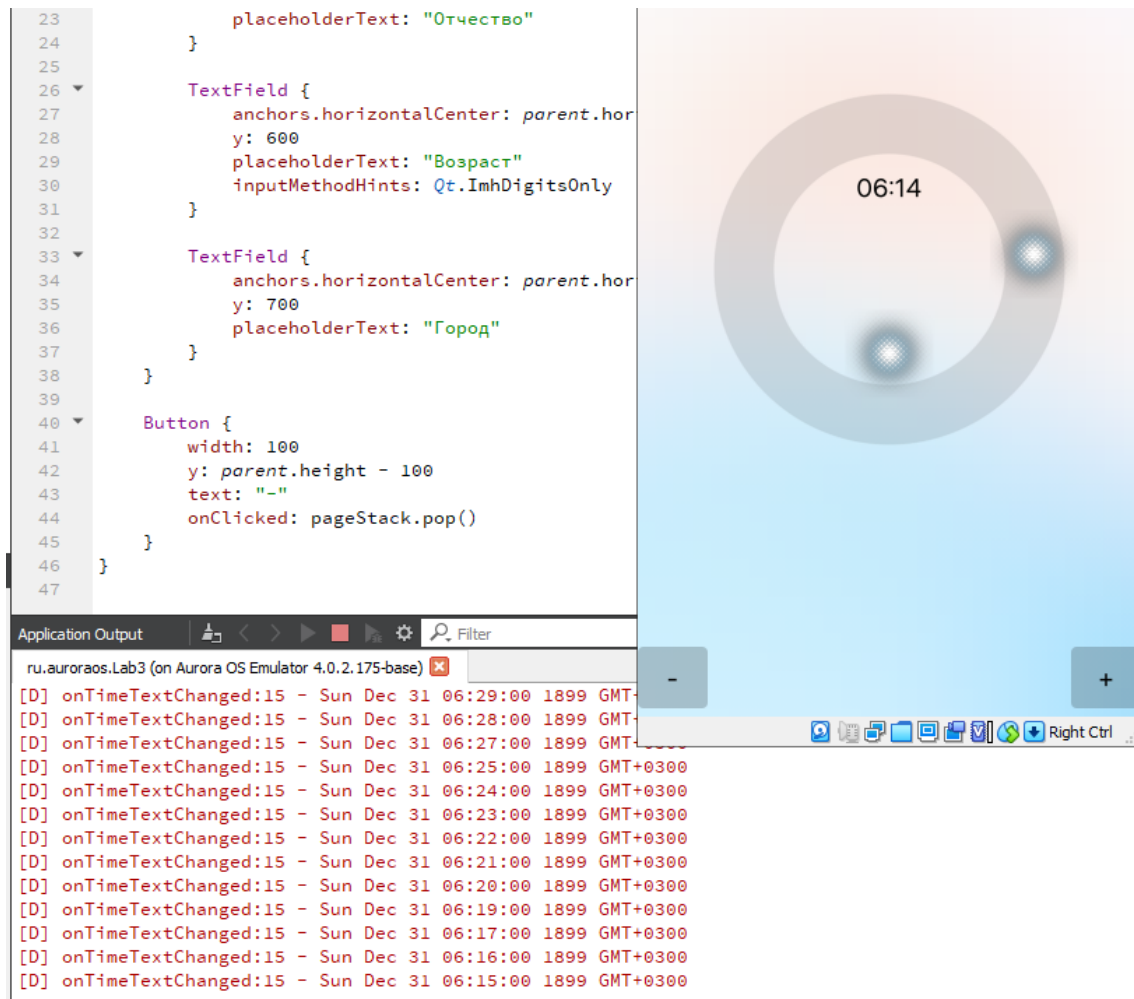 23 placeholderText: "Отчество"
24 }
25
26 TextField {
27 anchors.horizontalCenter: parent.hor
28 y: 600
29 placeholderText: "Возраст"
30 inputMethodHints: Qt.ImhDigitsOnly
31 }
32
33 TextField {
34 anchors.horizontalCenter: parent.hor
35 y: 700
36 placeholderText: "Город"
37 }
38 }
39
40 Button {
41 width: 100
42 y: parent.height - 100
43 text: "-"
44 onClicked: pageStack.pop()
45 }
46 }
47
06:14
- +
Right Ctrl
Application Output Filter
ru.auroraos.Lab3 (on Aurora OS Emulator 4.0.2.175-base)
[D] onTimeTextChanged:15 - Sun Dec 31 06:29:00 1899 GMT+
[D] onTimeTextChanged:15 - Sun Dec 31 06:28:00 1899 GMT+
[D] onTimeTextChanged:15 - Sun Dec 31 06:27:00 1899 GMT+0300
[D] onTimeTextChanged:15 - Sun Dec 31 06:25:00 1899 GMT+0300
[D] onTimeTextChanged:15 - Sun Dec 31 06:24:00 1899 GMT+0300
[D] onTimeTextChanged:15 - Sun Dec 31 06:23:00 1899 GMT+0300
[D] onTimeTextChanged:15 - Sun Dec 31 06:22:00 1899 GMT+0300
[D] onTimeTextChanged:15 - Sun Dec 31 06:21:00 1899 GMT+0300
[D] onTimeTextChanged:15 - Sun Dec 31 06:20:00 1899 GMT+0300
[D] onTimeTextChanged:15 - Sun Dec 31 06:19:00 1899 GMT+0300
[D] onTimeTextChanged:15 - Sun Dec 31 06:17:00 1899 GMT+0300
[D] onTimeTextChanged:15 - Sun Dec 31 06:16:00 1899 GMT+0300
[D] onTimeTextChanged:15 - Sun Dec 31 06:15:00 1899 GMT+0300